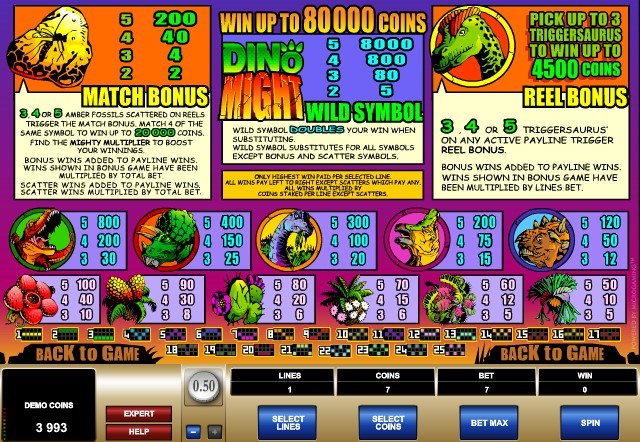 WIN UP TO 80000 COINS
5 200
4 40
3 4
2 2
MATCH BONUS
3, 4 OR 5 AMBER FOSSILS SCATTERED ON REELS
TRIGGER THE MATCH BONUS. MATCH 4 OF THE
SAME SYMBOL TO WIN UP TO 20000 COINS.
FIND THE MIGHTY MULTIPLIER TO BOOST
YOUR WINNINGS.
BONUS WINS ADDED TO PAYLINE WINS.
WINS SHOWN IN BONUS GAME HAVE BEEN
MULTIPLIED BY TOTAL BET.
SCATTER WINS ADDED TO PAYLINE WINS.
SCATTER WINS MULTIPLIED BY TOTAL BET.
DINO
MIGHT
5 8000
4 800
3 80
2 5
WILD SYMBOL
WILD SYMBOL DOUBLES YOUR WIN WHEN
SUBSTITUTING.
WILD SYMBOL SUBSTITUTES FOR ALL SYMBOLS
EXCEPT BONUS AND SCATTER SYMBOLS.
ONLY HIGHEST WIN PAID PER SELECTED LINE.
ALL WINS PAY LEFT TO RIGHT EXCEPT SCATTERS WHICH PAY ANY.
ALL WINS MULTIPLIED BY
COINS STAKED PER LINE EXCEPT SCATTERS.
PICK UP TO 3
TRIGGERSAURUS
TO WIN UP TO
4500 COINS
REEL BONUS
3, 4 OR 5 TRIGGERSAURUS'
ON ANY ACTIVE PAYLINE TRIGGER
REEL BONUS.
BONUS WINS ADDED TO PAYLINE WINS.
WINS SHOWN IN BONUS GAME HAVE
BEEN MULTIPLIED BY LINES BET.
5 800
4 200
3 30
5 400
4 150
3 25
5 300
4 100
3 20
5 200
4 75
3 15
5 120
4 50
3 12
5 100
4 40
3 10
5 90
4 30
3 8
5 80
4 20
3 8
5 70
4 15
3 6
5 60
4 12
3 5
5 50
4 10
3 5
1 2 3 4 5 6 7 8 9 10 11 12 13 14 15 16 17
18 19 20 21 22 23 24 25
BACK TO GAME
BACK TO GAME
DEMO COINS
3 993
EXPERT
HELP
0.50
LINES
1
COINS
7
BET
7
WIN
0
SELECT
LINES
SELECT
COINS
BET MAX
SPIN